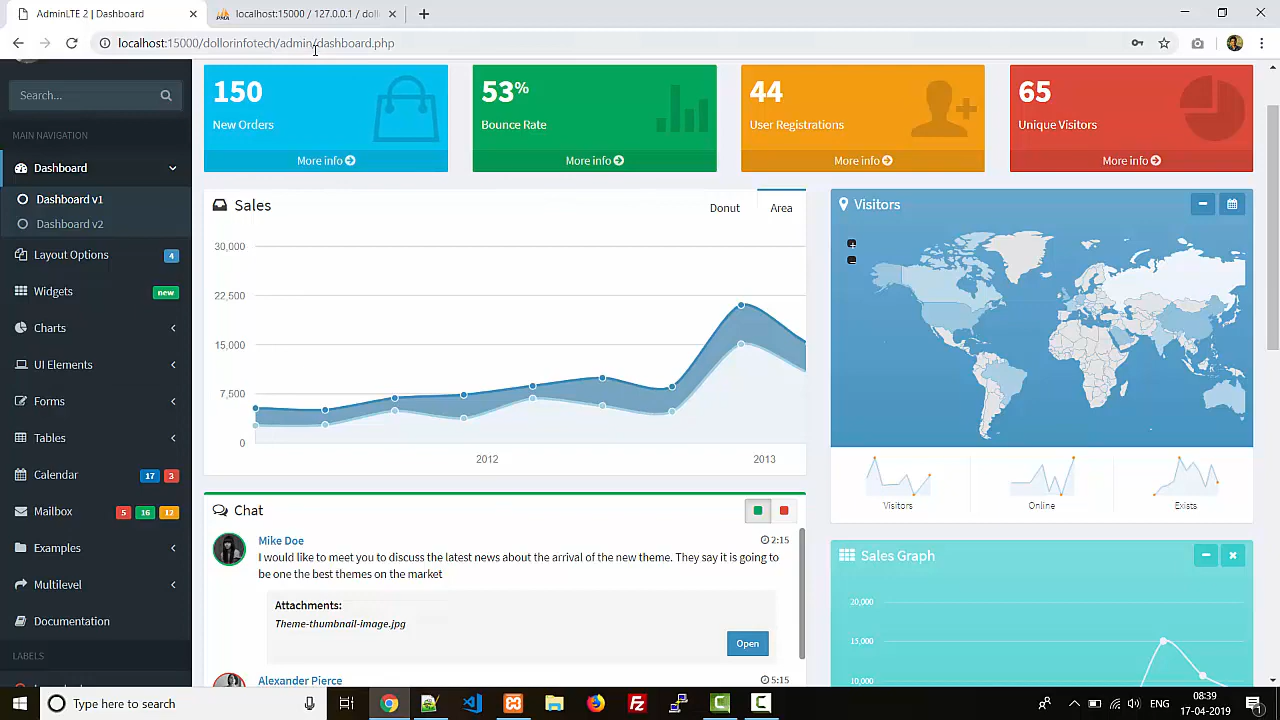 AdminLTE 2 | Dashboard
localhost:15000 / 127.0.0.1 / doll
localhost:15000/dollorinfotech/admin/dashboard.php
Search...
MAIN NAVIGATION
Dashboard
Dashboard v1
Dashboard v2
Layout Options 4
Widgets new
Charts
UI Elements
Forms
Tables
Calendar 17 3
Mailbox 5 16 12
Examples
Multilevel
Documentation
LABELS
150
New Orders
More info
53%
Bounce Rate
More info
44
User Registrations
More info
65
Unique Visitors
More info
Sales
Donut Area
30,000
22,500
15,000
7,500
0
2012 2013
Visitors
+
−
Visitors Online Exists
Chat
Mike Doe 2:15
I would like to meet you to discuss the latest news about the arrival of the new theme. They say it is going to
be one the best themes on the market
Attachments:
Theme-thumbnail-image.jpg
Open
Alexander Pierce 5:15
Sales Graph
20,000
15,000
10,000
Type here to search
ENG
08:39
17-04-2019